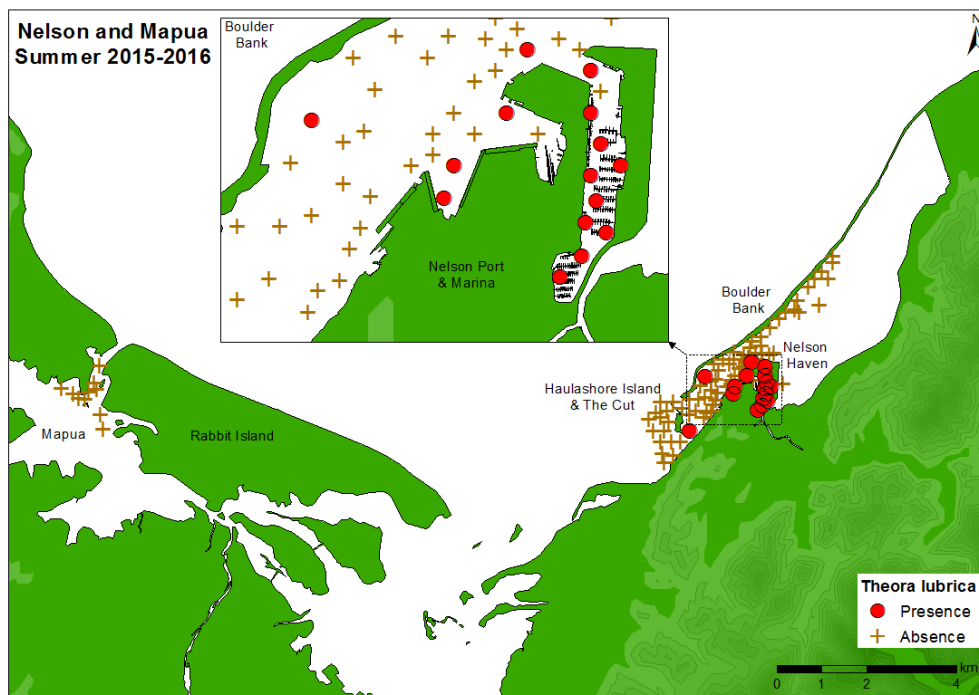 Nelson and Mapua
Summer 2015-2016
Boulder
Bank
Nelson Port
& Marina
N
Boulder
Bank
Nelson
Haven
Haulashore Island
& The Cut
Mapua
Rabbit Island
Theora lubrica
Presence
Absence
km
0 1 2 4